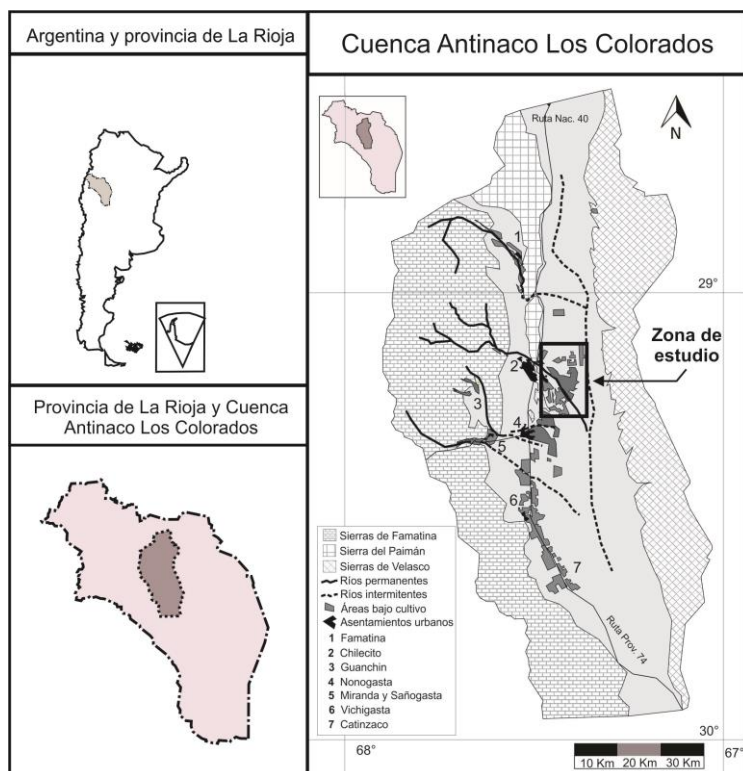 Argentina y provincia de La Rioja
Provincia de La Rioja y Cuenca
Antinaco Los Colorados
Cuenca Antinaco Los Colorados
Ruta Nac. 40
N
1
29°
Zona de
estudio
2
3
4
5
6
7
Ruta Prov. 74
Sierras de Famatina
Sierra del Paimán
Sierras de Velasco
Ríos permanentes
Ríos intermitentes
Áreas bajo cultivo
Asentamientos urbanos
1 Famatina
2 Chilecito
3 Guanchin
4 Nonogasta
5 Miranda y Sañogasta
6 Vichigasta
7 Catinzaco
30°
68°
67°
10 Km 20 Km 30 Km